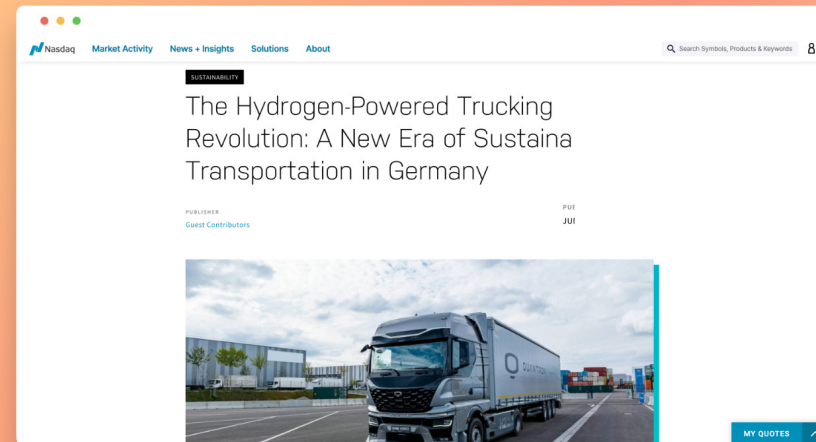 Nasdaq Market Activity News + Insights Solutions About Search Symbols, Products & Keywords
SUSTAINABILITY
The Hydrogen-Powered Trucking
Revolution: A New Era of Sustaina
Transportation in Germany
PUBLISHER PUE
Guest Contributors JUI
QUANTRON
MY QUOTES